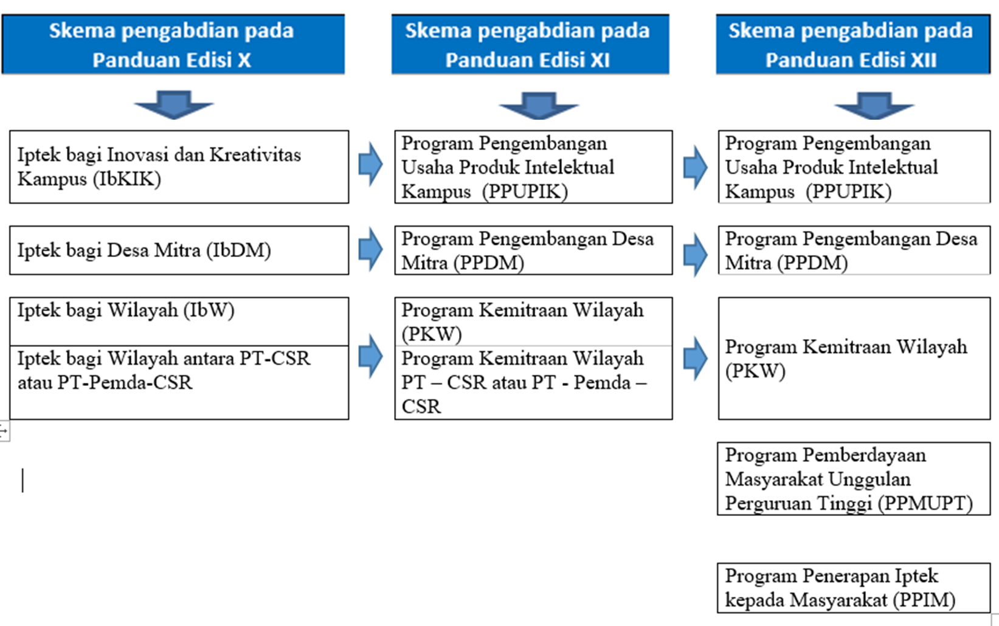 Skema pengabdian pada
Panduan Edisi X
Skema pengabdian pada
Panduan Edisi XI
Skema pengabdian pada
Panduan Edisi XII
Iptek bagi Inovasi dan Kreativitas
Kampus (IbKIK)
Program Pengembangan
Usaha Produk Intelektual
Kampus (PPUPIK)
Program Pengembangan
Usaha Produk Intelektual
Kampus (PPUPIK)
Iptek bagi Desa Mitra (IbDM)
Program Pengembangan Desa
Mitra (PPDM)
Program Pengembangan Desa
Mitra (PPDM)
Iptek bagi Wilayah (IbW)
Iptek bagi Wilayah antara PT-CSR
atau PT-Pemda-CSR
Program Kemitraan Wilayah
(PKW)
Program Kemitraan Wilayah
PT – CSR atau PT - Pemda –
CSR
Program Kemitraan Wilayah
(PKW)
Program Pemberdayaan
Masyarakat Unggulan
Perguruan Tinggi (PPMUPT)
Program Penerapan Iptek
kepada Masyarakat (PPIM)